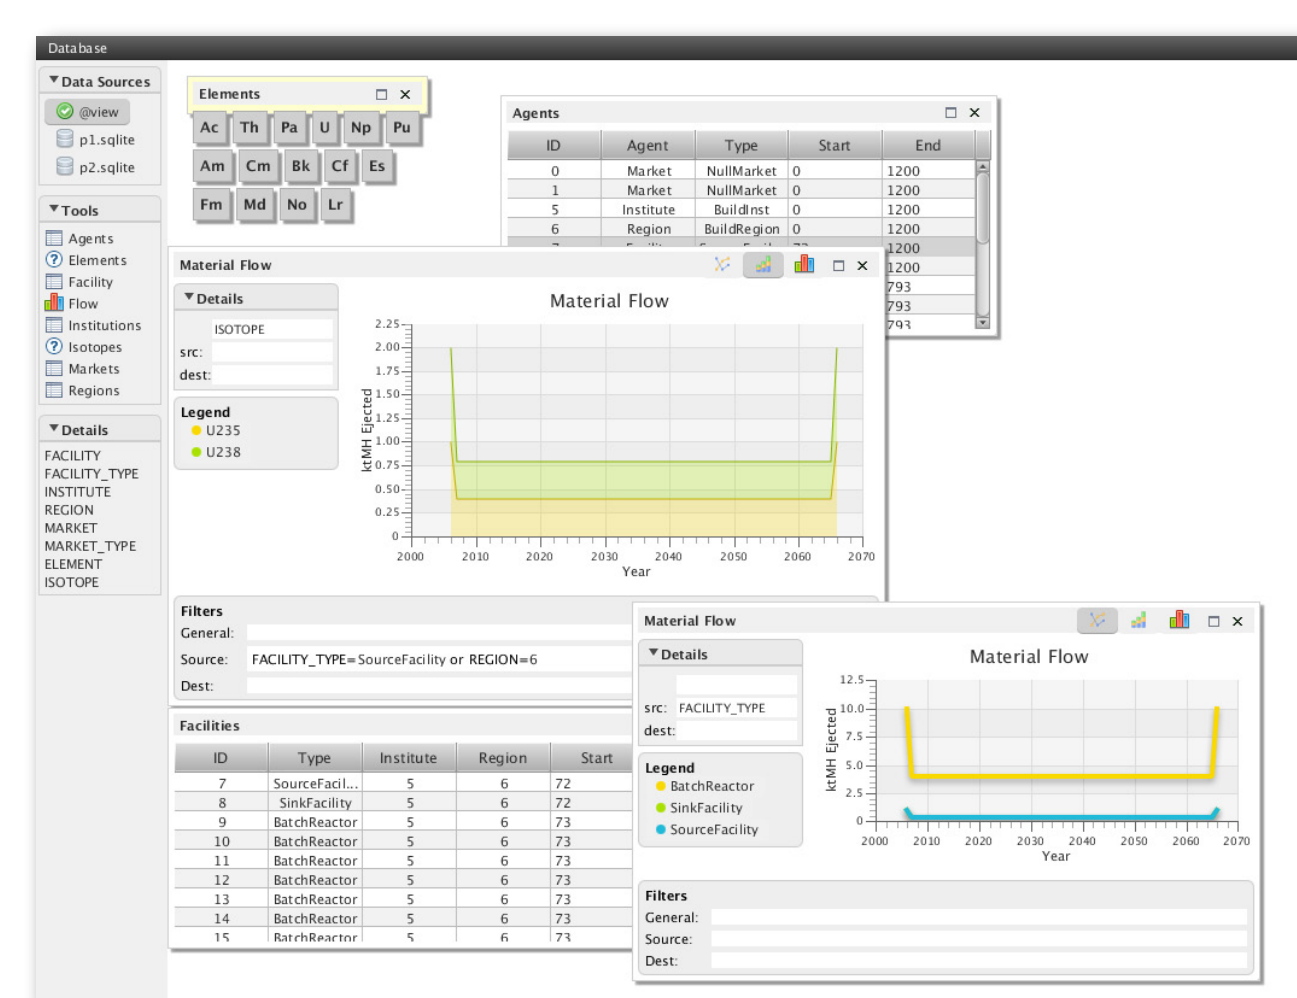 Database
Data Sources
@view
p1.sqlite
p2.sqlite
Tools
Agents
Elements
Facility
Flow
Institutions
Isotopes
Markets
Regions
Details
FACILITY
FACILITY_TYPE
INSTITUTE
REGION
MARKET
MARKET_TYPE
ELEMENT
ISOTOPE
Elements
Ac Th Pa U Np Pu
Am Cm Bk Cf Es
Fm Md No Lr
Agents
ID Agent Type Start End
0 Market NullMarket 0 1200
1 Market NullMarket 0 1200
5 Institute BuildInst 0 1200
6 Region BuildRegion 0 1200
1200
1200
793
793
793
Material Flow
Details
ISOTOPE
src:
dest:
Legend
U235
U238
Material Flow
2.25
2.00
1.75
1.50
1.25
1.00
0.75
0.50
0.25
0
ktMH Ejected
2000 2010 2020 2030 2040 2050 2060 2070
Year
Filters
General:
Source: FACILITY_TYPE=SourceFacility or REGION=6
Dest:
Facilities
ID Type Institute Region Start
7 SourceFacil... 5 6 72
8 SinkFacility 5 6 72
9 BatchReactor 5 6 73
10 BatchReactor 5 6 73
11 BatchReactor 5 6 73
12 BatchReactor 5 6 73
13 BatchReactor 5 6 73
14 BatchReactor 5 6 73
15 BatchReactor 5 6 73
Material Flow
Details
src: FACILITY_TYPE
dest:
Legend
BatchReactor
SinkFacility
SourceFacility
Material Flow
12.5
10.0
7.5
5.0
2.5
0
ktMH Ejected
2000 2010 2020 2030 2040 2050 2060 2070
Year
Filters
General:
Source:
Dest: